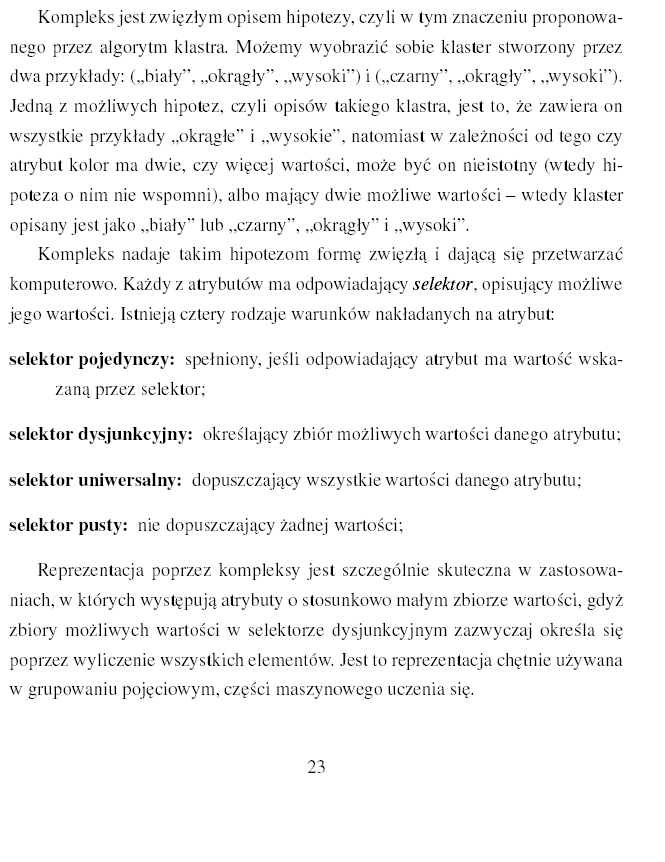 Kompleks jest zwięzłym opisem hipotezy, czyli w tym znaczeniu proponowa-
nego przez algorytm klastra. Możemy wyobrazić sobie klaster stworzony przez
dwa przykłady: („biały”, „okrągły”, „wysoki”) i („czarny”, „okrągły”, „wysoki”).
Jedną z możliwych hipotez, czyli opisów takiego klastra, jest to, że zawiera on
wszystkie przykłady „okrągłe” i „wysokie”, natomiast w zależności od tego czy
atrybut kolor ma dwie, czy więcej wartości, może być on nieistotny (wtedy hi-
poteza o nim nie wspomni), albo mający dwie możliwe wartości – wtedy klaster
opisany jest jako „biały” lub „czarny”, „okrągły” i „wysoki”.
Kompleks nadaje takim hipotezom formę zwięzłą i dającą się przetwarzać
komputerowo. Każdy z atrybutów ma odpowiadający selektor, opisujący możliwe
jego wartości. Istnieją cztery rodzaje warunków nakładanych na atrybut:
selektor pojedynczy: spełniony, jeśli odpowiadający atrybut ma wartość wska-
zaną przez selektor;
selektor dysjunkcyjny: określający zbiór możliwych wartości danego atrybutu;
selektor uniwersalny: dopuszczający wszystkie wartości danego atrybutu;
selektor pusty: nie dopuszczający żadnej wartości;
Reprezentacja poprzez kompleksy jest szczególnie skuteczna w zastosowa-
niach, w których występują atrybuty o stosunkowo małym zbiorze wartości, gdyż
zbiory możliwych wartości w selektorze dysjunkcyjnym zazwyczaj określa się
poprzez wyliczenie wszystkich elementów. Jest to reprezentacja chętnie używana
w grupowaniu pojęciowym, części maszynowego uczenia się.
23